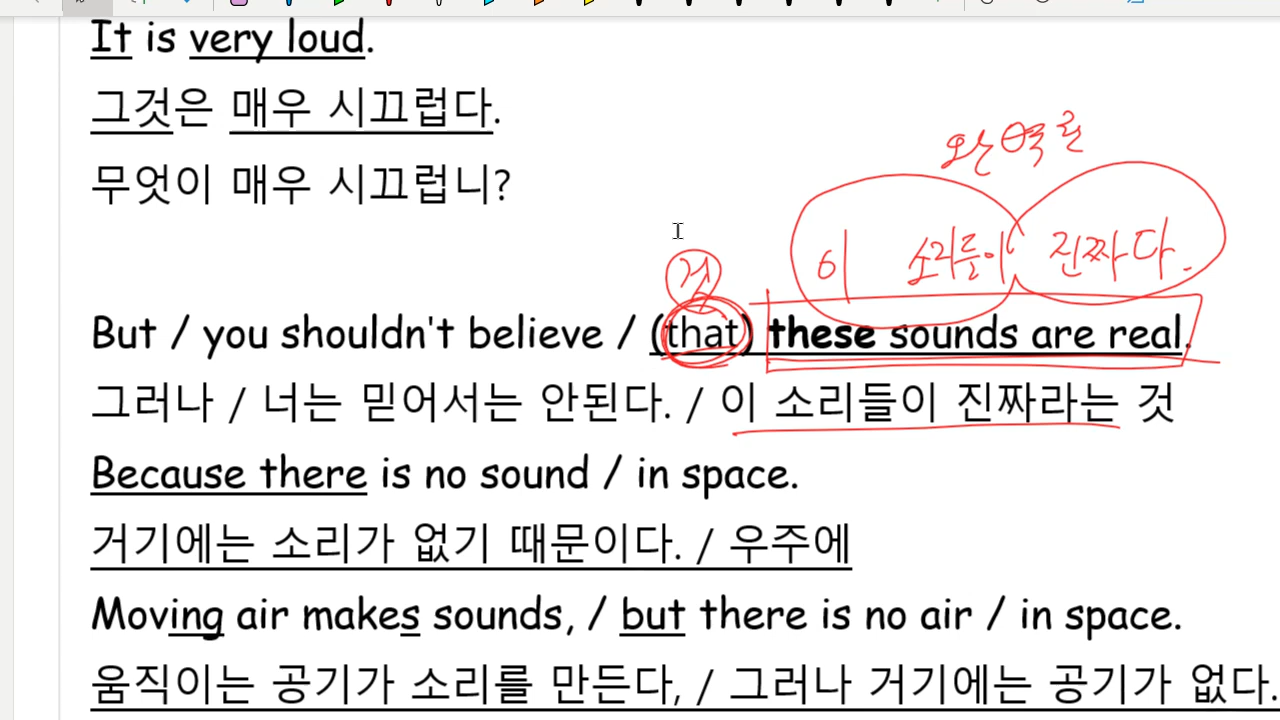 It is very loud.
그것은 매우 시끄럽다.
무엇이 매우 시끄럽니?
완벽한
것 이 소리들이 진짜다.
But / you shouldn't believe / (that) these sounds are real.
그러나 / 너는 믿어서는 안된다. / 이 소리들이 진짜라는 것
Because there is no sound / in space.
거기에는 소리가 없기 때문이다. / 우주에
Moving air makes sounds, / but there is no air / in space.
움직이는 공기가 소리를 만든다, / 그러나 거기에는 공기가 없다.